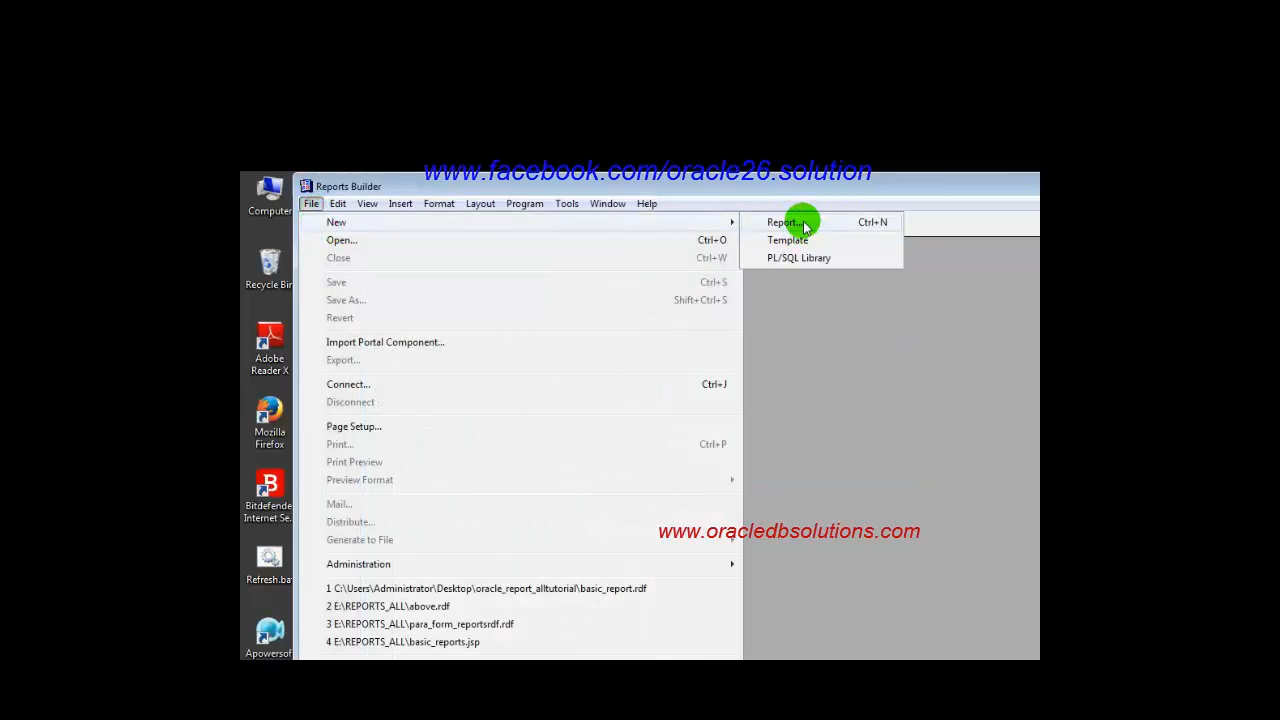 www.facebook.com/oracle26.solution
Computer
Reports Builder
File Edit View Insert Format Layout Program Tools Window Help
New
Report... Ctrl+N
Open... Ctrl+O
Template
Close Ctrl+W
PL/SQL Library
Recycle Bin
Save Ctrl+S
Save As... Shift+Ctrl+S
Revert
Import Portal Component...
Export...
Adobe
Reader X
Connect... Ctrl+J
Disconnect
Page Setup...
Mozilla
Firefox
Print... Ctrl+P
Print Preview
Preview Format
Mail...
Bitdefende
Internet Se.
Distribute...
www.oracledbsolutions.com
Generate to File
Administration
Refresh.bat
1 C:\Users\Administrator\Desktop\oracle_report_alltutorial\basic_report.rdf
2 E:\REPORTS_ALL\above.rdf
3 E:\REPORTS_ALL\para_form_reportsrdf.rdf
4 E:\REPORTS_ALL\basic_reports.jsp
Apowersof